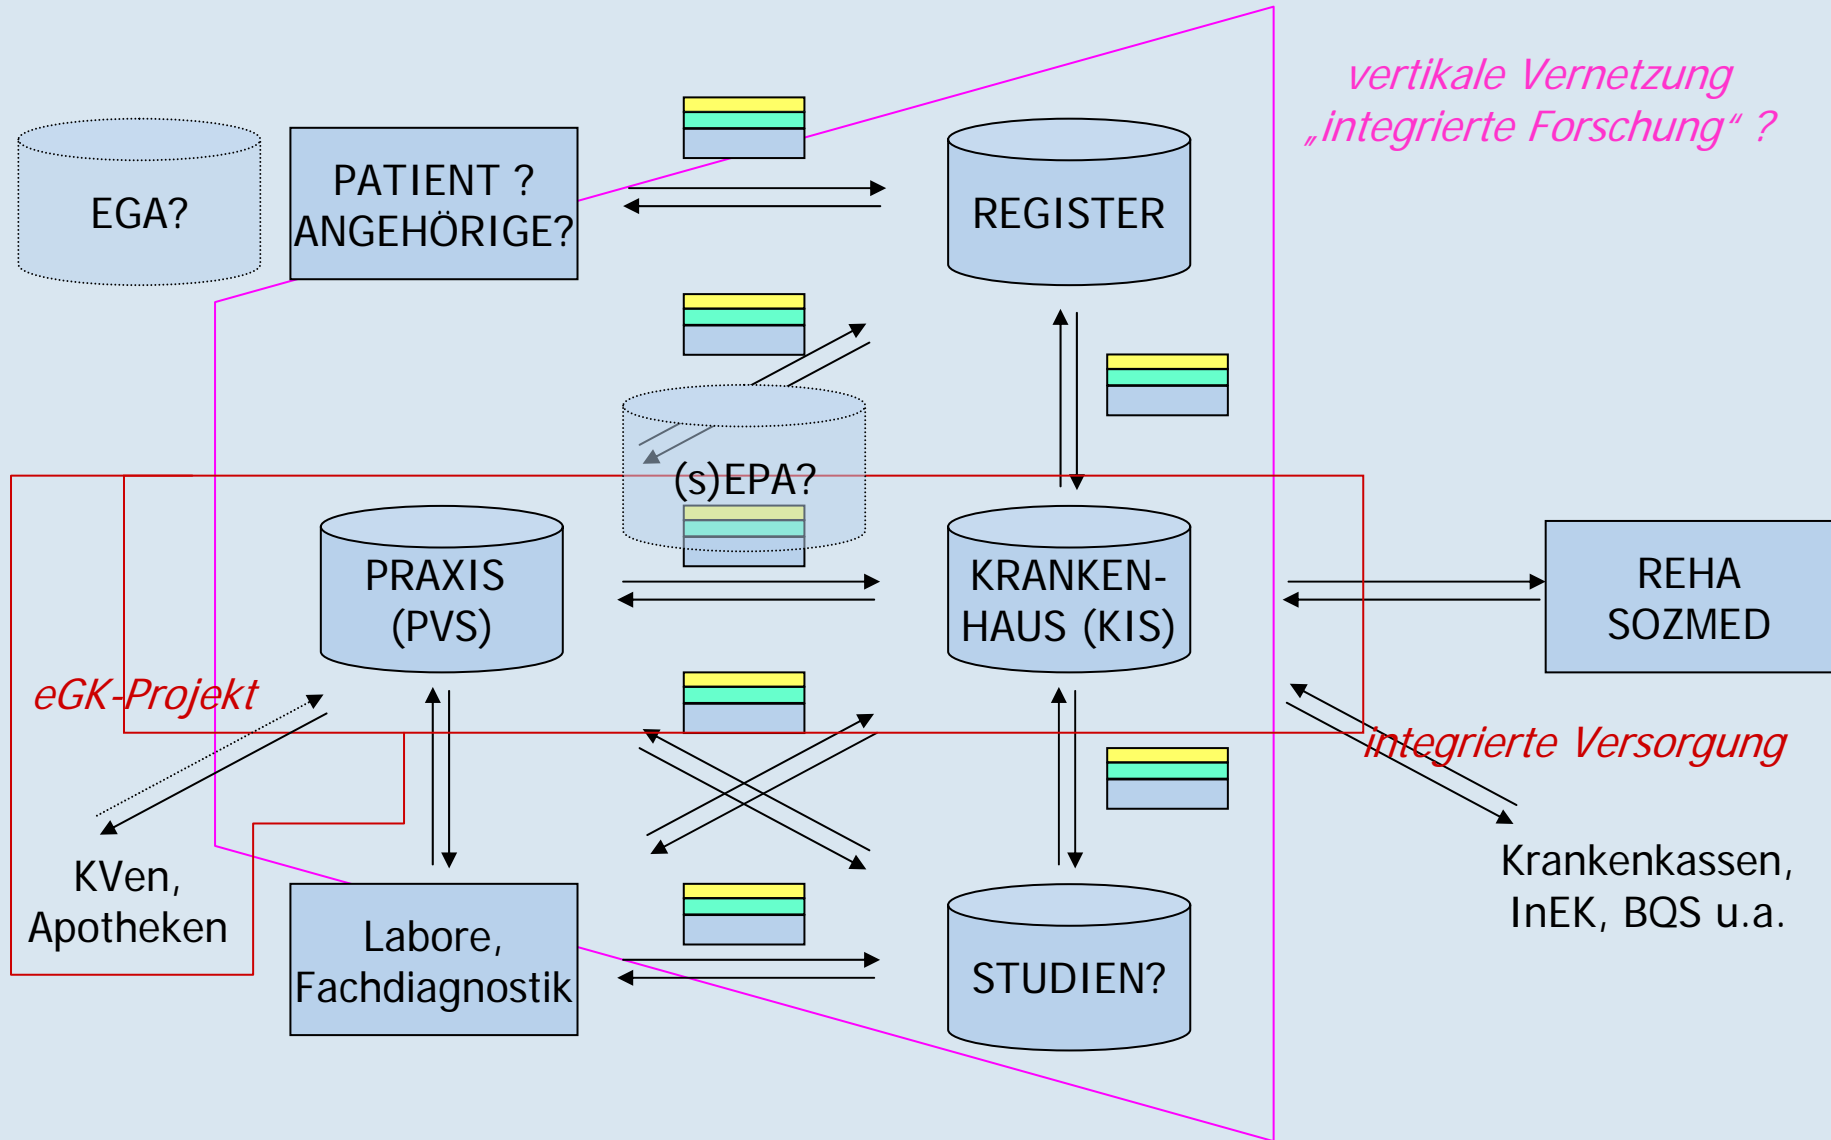 vertikale Vernetzung
„integrierte Forschung“ ?
EGA?
PATIENT ?
ANGEHÖRIGE?
REGISTER
(s)EPA?
PRAXIS
(PVS)
KRANKEN-
HAUS (KIS)
REHA
SOZMED
eGK-Projekt
integrierte Versorgung
KVen,
Apotheken
Labore,
Fachdiagnostik
STUDIEN?
Krankenkassen,
InEK, BQS u.a.